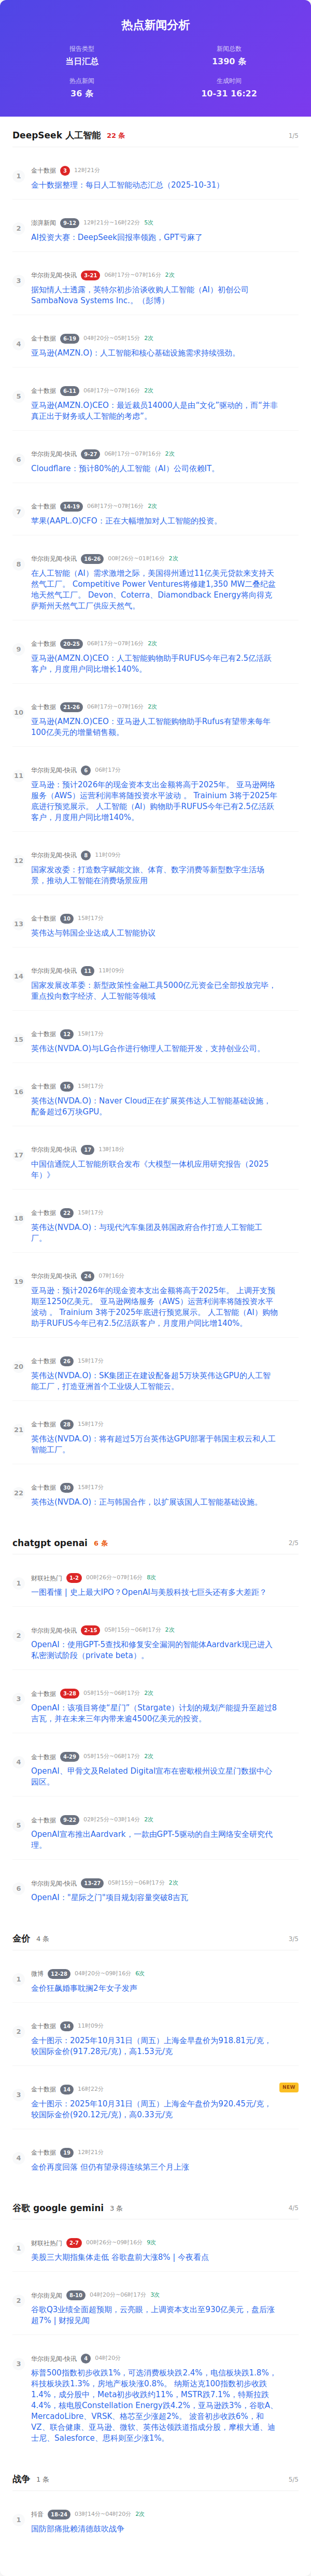 热点新闻分析
报告类型
当日汇总
新闻总数
1390 条
热点新闻
36 条
生成时间
10-31 16:22
DeepSeek 人工智能 22 条 1/5
1
金十数据 3 12时21分
金十数据整理：每日人工智能动态汇总（2025-10-31）
2
澎湃新闻 9-12 12时21分~16时22分 5次
AI投资大赛：DeepSeek回报率领跑，GPT亏麻了
3
华尔街见闻-快讯 3-21 06时17分~07时16分 2次
据知情人士透露，英特尔初步洽谈收购人工智能（AI）初创公司
SambaNova Systems Inc.。（彭博）
4
金十数据 6-19 04时20分~05时15分 2次
亚马逊(AMZN.O)：人工智能和核心基础设施需求持续强劲。
5
金十数据 6-11 06时17分~07时16分 2次
亚马逊(AMZN.O)CEO：最近裁员14000人是由“文化”驱动的，而“并非
真正出于财务或人工智能的考虑”。
6
华尔街见闻-快讯 9-27 06时17分~07时16分 2次
Cloudflare：预计80%的人工智能（AI）公司依赖IT。
7
金十数据 14-19 06时17分~07时16分 2次
苹果(AAPL.O)CFO：正在大幅增加对人工智能的投资。
8
华尔街见闻-快讯 16-26 00时26分~01时16分 2次
在人工智能（AI）需求激增之际，美国得州通过11亿美元贷款来支持天
然气工厂。 Competitive Power Ventures将修建1,350 MW二叠纪盆
地天然气工厂。 Devon、Coterra、Diamondback Energy将向得克
萨斯州天然气工厂供应天然气。
9
金十数据 20-25 06时17分~07时16分 2次
亚马逊(AMZN.O)CEO：人工智能购物助手RUFUS今年已有2.5亿活跃
客户，月度用户同比增长140%。
10
金十数据 21-26 06时17分~07时16分 2次
亚马逊(AMZN.O)CEO：亚马逊人工智能购物助手Rufus有望带来每年
100亿美元的增量销售额。
11
华尔街见闻-快讯 6 06时17分
亚马逊：预计2026年的现金资本支出金额将高于2025年。 亚马逊网络
服务（AWS）运营利润率将随投资水平波动 。 Trainium 3将于2025年
底进行预览展示。 人工智能（AI）购物助手RUFUS今年已有2.5亿活跃
客户，月度用户同比增140%。
12
华尔街见闻-快讯 8 11时09分
国家发改委：打造数字赋能文旅、体育、数字消费等新型数字生活场
景，推动人工智能在消费场景应用
13
金十数据 10 15时17分
英伟达与韩国企业达成人工智能协议
14
华尔街见闻-快讯 11 11时09分
国家发展改革委：新型政策性金融工具5000亿元资金已全部投放完毕，
重点投向数字经济、人工智能等领域
15
金十数据 12 15时17分
英伟达(NVDA.O)与LG合作进行物理人工智能开发，支持创业公司。
16
金十数据 16 15时17分
英伟达(NVDA.O)：Naver Cloud正在扩展英伟达人工智能基础设施，
配备超过6万块GPU。
17
华尔街见闻-快讯 17 13时18分
中国信通院人工智能所联合发布《大模型一体机应用研究报告（2025
年）》
18
金十数据 22 15时17分
英伟达(NVDA.O)：与现代汽车集团及韩国政府合作打造人工智能工
厂。
19
华尔街见闻-快讯 24 07时16分
亚马逊：预计2026年的现金资本支出金额将高于2025年。 上调开支预
期至1250亿美元。 亚马逊网络服务（AWS）运营利润率将随投资水平
波动 。 Trainium 3将于2025年底进行预览展示。 人工智能（AI）购物
助手RUFUS今年已有2.5亿活跃客户，月度用户同比增140%。
20
金十数据 26 15时17分
英伟达(NVDA.O)：SK集团正在建设配备超5万块英伟达GPU的人工智
能工厂，打造亚洲首个工业级人工智能云。
21
金十数据 28 15时17分
英伟达(NVDA.O)：将有超过5万台英伟达GPU部署于韩国主权云和人工
智能工厂。
22
金十数据 30 15时17分
英伟达(NVDA.O)：正与韩国合作，以扩展该国人工智能基础设施。
chatgpt openai 6 条 2/5
1
财联社热门 1-2 00时26分~07时16分 8次
一图看懂 | 史上最大IPO？OpenAI与美股科技七巨头还有多大差距？
2
华尔街见闻-快讯 2-15 05时15分~06时17分 2次
OpenAI：使用GPT-5查找和修复安全漏洞的智能体Aardvark现已进入
私密测试阶段（private beta）。
3
金十数据 3-28 05时15分~06时17分 2次
OpenAI：该项目将使“星门”（Stargate）计划的规划产能提升至超过8
吉瓦，并在未来三年内带来逾4500亿美元的投资。
4
金十数据 4-29 05时15分~06时17分 2次
OpenAI、甲骨文及Related Digital宣布在密歇根州设立星门数据中心
园区。
5
金十数据 9-22 02时25分~03时14分 2次
OpenAI宣布推出Aardvark，一款由GPT-5驱动的自主网络安全研究代
理。
6
华尔街见闻-快讯 13-27 05时15分~06时17分 2次
OpenAI：“星际之门”项目规划容量突破8吉瓦
金价 4 条 3/5
1
微博 12-28 04时20分~09时16分 6次
金价狂飙婚事耽搁2年女子发声
2
金十数据 14 11时09分
金十图示：2025年10月31日（周五）上海金早盘价为918.81元/克，
较国际金价(917.28元/克)，高1.53元/克
3
金十数据 14 16时22分 NEW
金十图示：2025年10月31日（周五）上海金午盘价为920.45元/克，
较国际金价(920.12元/克)，高0.33元/克
4
金十数据 19 12时21分
金价再度回落 但仍有望录得连续第三个月上涨
谷歌 google gemini 3 条 4/5
1
财联社热门 2-7 00时26分~09时16分 9次
美股三大期指集体走低 谷歌盘前大涨8% | 今夜看点
2
华尔街见闻 8-10 04时20分~06时17分 3次
谷歌Q3业绩全面超预期，云亮眼，上调资本支出至930亿美元，盘后涨
超7% | 财报见闻
3
华尔街见闻-快讯 4 04时20分
标普500指数初步收跌1%，可选消费板块跌2.4%，电信板块跌1.8%，
科技板块跌1.3%，房地产板块涨0.8%。 纳斯达克100指数初步收跌
1.4%，成分股中，Meta初步收跌约11%，MSTR跌7.1%，特斯拉跌
4.4%，核电股Constellation Energy跌4.2%，亚马逊跌3%，谷歌A、
MercadoLibre、VRSK、格芯至少涨超2%。 波音初步收跌6%，和
VZ、联合健康、亚马逊、微软、英伟达领跌道指成分股，摩根大通、迪
士尼、Salesforce、思科则至少涨1%。
战争 1 条 5/5
1
抖音 18-24 03时14分~04时20分 2次
国防部痛批赖清德鼓吹战争